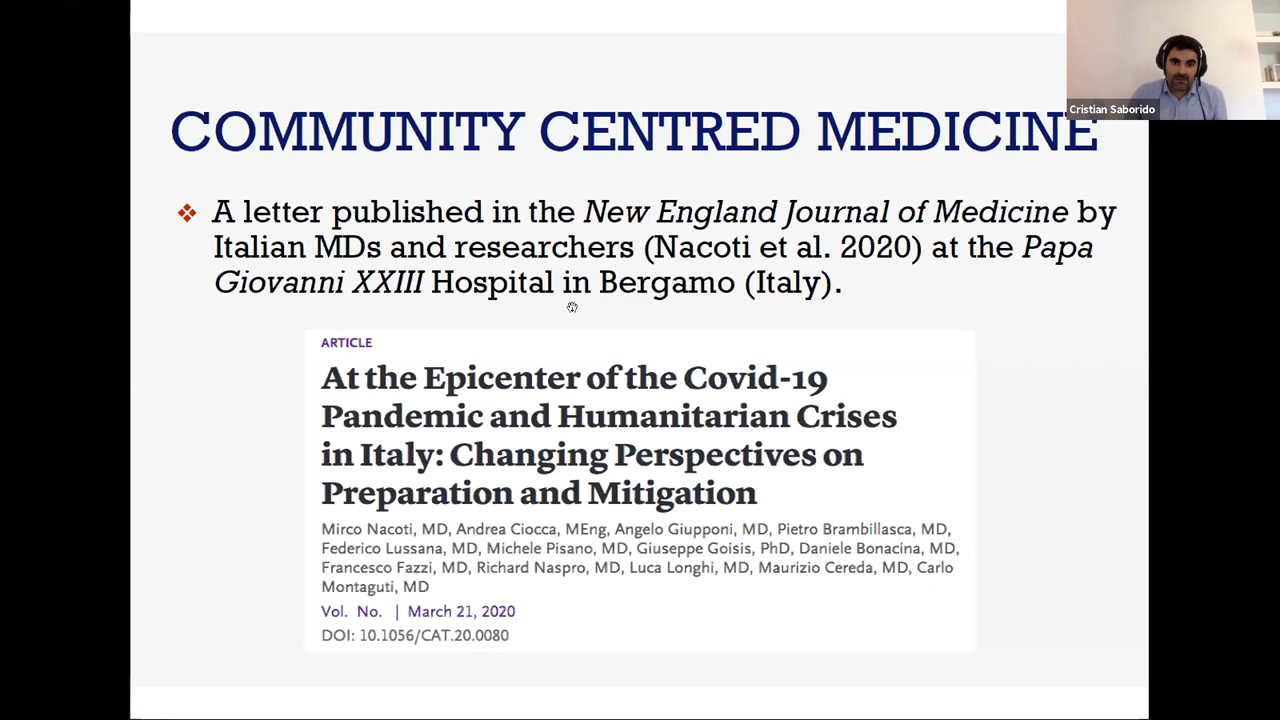 COMMUNITY CENTRED MEDICINE
Cristian Saborido
A letter published in the New England Journal of Medicine by
Italian MDs and researchers (Nacoti et al. 2020) at the Papa
Giovanni XXIII Hospital in Bergamo (Italy).
ARTICLE
At the Epicenter of the Covid-19
Pandemic and Humanitarian Crises
in Italy: Changing Perspectives on
Preparation and Mitigation
Mirco Nacoti, MD, Andrea Ciocca, MEng, Angelo Giupponi, MD, Pietro Brambillasca, MD,
Federico Lussana, MD, Michele Pisano, MD, Giuseppe Goisis, PhD, Daniele Bonacina, MD,
Francesco Fazzi, MD, Richard Naspro, MD, Luca Longhi, MD, Maurizio Cereda, MD, Carlo
Montaguti, MD
Vol. No. | March 21, 2020
DOI: 10.1056/CAT.20.0080